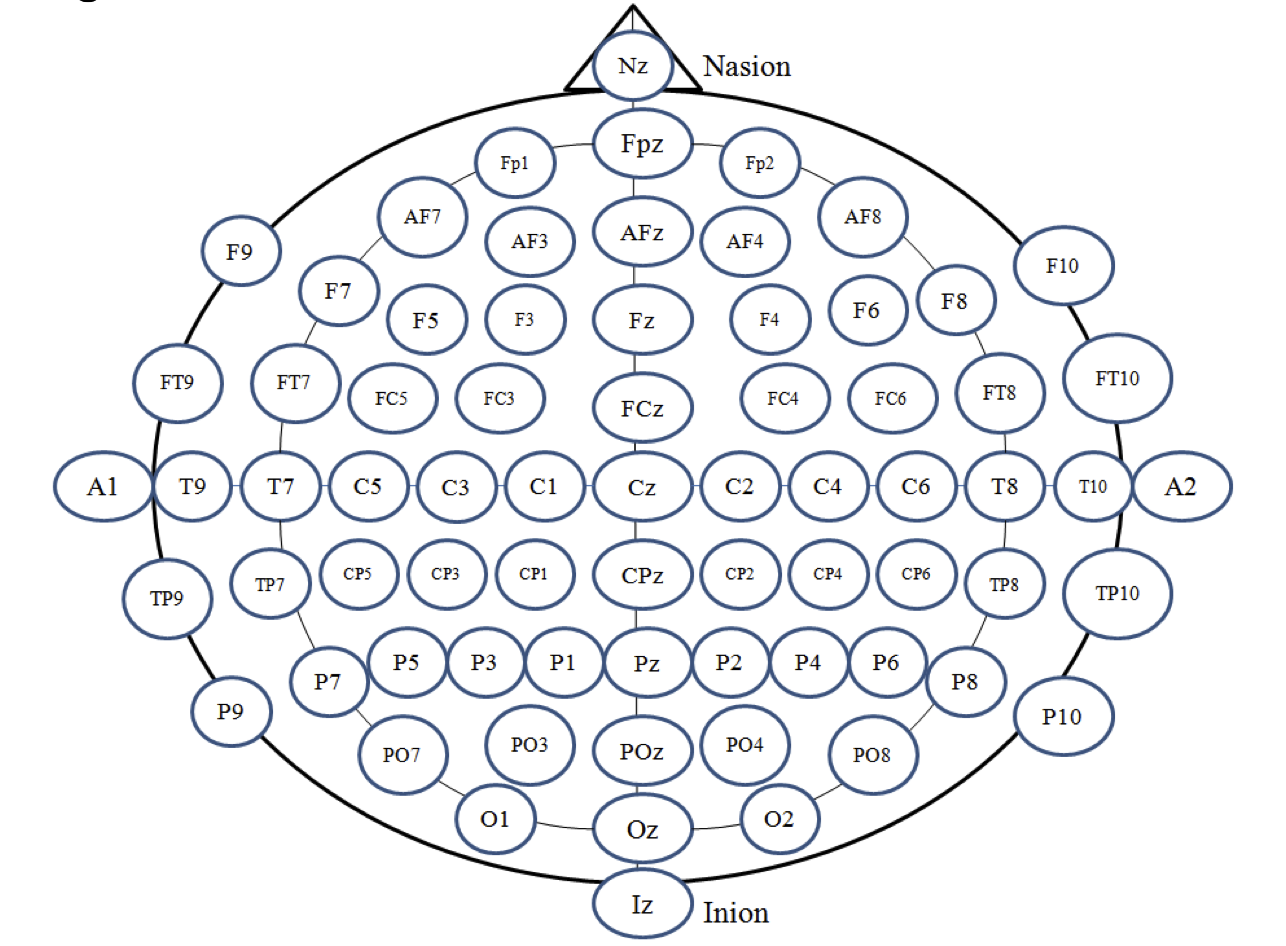 Nz Nasion
Fpz
Fp1 Fp2
AF7 AF8
AF3 AFz AF4
F9 F10
F7 F8
F5 F3 Fz F4 F6
FT9 FT7 FT8 FT10
FC5 FC3 FCz FC4 FC6
A1 T9 T7 C5 C3 C1 Cz C2 C4 C6 T8 T10 A2
TP9 TP7 CP5 CP3 CP1 CPz CP2 CP4 CP6 TP8 TP10
P7 P5 P3 P1 Pz P2 P4 P6 P8
P9 P10
PO7 PO3 POz PO4 PO8
O1 Oz O2
Iz Inion